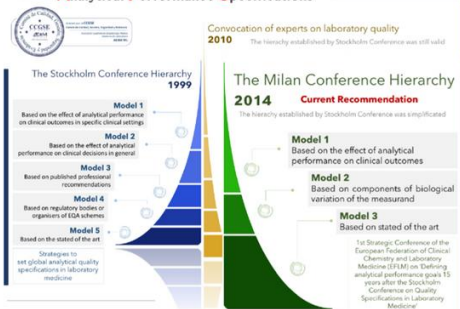 Analytical Performance Specifications
CCGSE
Convocation of experts on laboratory quality
2010
The hierarchy established by Stockholm Conference was still valid
The Stockholm Conference Hierarchy
1999
Model 1
Based on the effect of analytical performance
on clinical outcomes in specific clinical settings
Model 2
Based on the effect of analytical
performance on clinical decisions in general
Model 3
Based on published professional
recommendations
Model 4
Based on regulatory bodies or
organisers of EQA schemes
Model 5
Based on the stated of the art
Strategies to
set global analytical quality
specifications in laboratory
medicine
The Milan Conference Hierarchy
2014
Current Recommendation
The hierachy established by Stockholm Conference was simplificated
Model 1
Based on the effect of analytical
performance on clinical outcomes
Model 2
Based on components of biological
variation of the measurand
Model 3
Based on stated of the art
1st Strategic Conference of the
European Federation of Clinical
Chemistry and Laboratory
Medicine (EFLM) on 'Defining
analytical performance goals 15
years after the Stockholm
Conference on Quality
Specifications in Laboratory
Medicine'